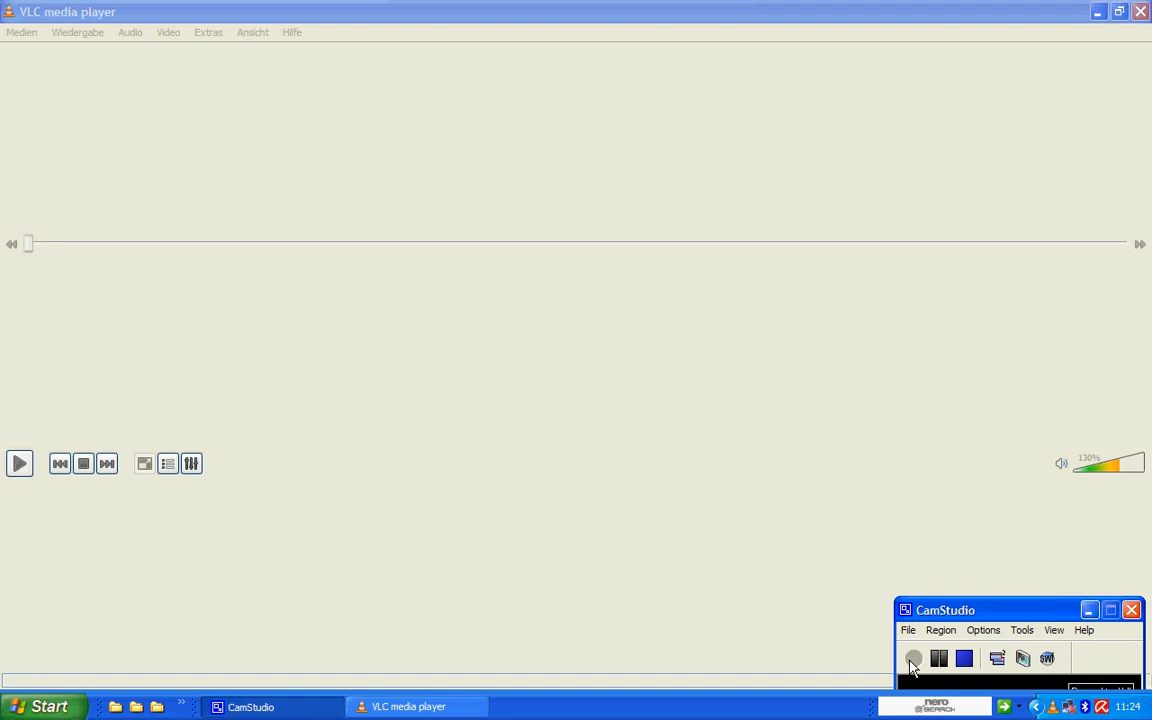 VLC media player
Medien Wiedergabe Audio Video Extras Ansicht Hilfe
130%
CamStudio
File Region Options Tools View Help
SWF
Start
CamStudio
VLC media player
nero
SEARCH
11:24